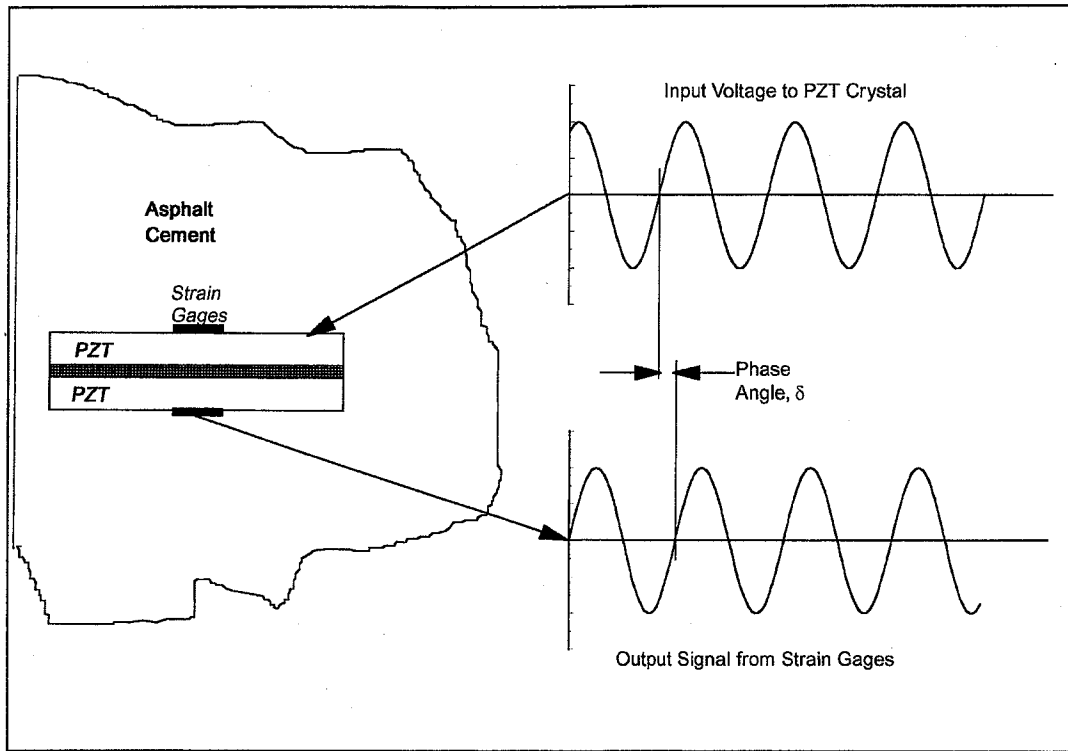 Input Voltage to PZT Crystal
Asphalt
Cement
Strain
Gages
PZT
PZT
Phase
Angle, δ
Output Signal from Strain Gages